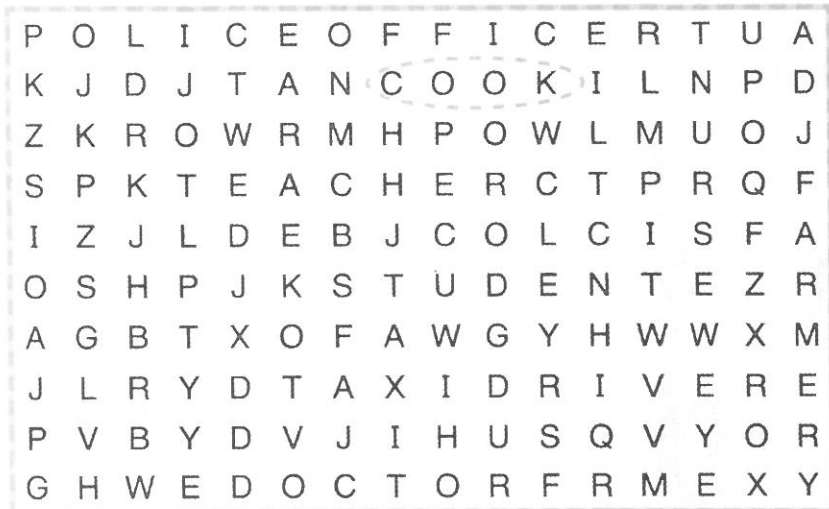 P O L I C E O F F I C E R T U A
K J D J T A N C O O K I L N P D
Z K R O W R M H P O W L M U O J
S P K T E A C H E R C T P R Q F
I Z J L D E B J C O L C I S F A
O S H P J K S T U D E N T E Z R
A G B T X O F A W G Y H W W X M
J L R Y D T A X I D R I V E R E
P V B Y D V J I H U S Q V Y O R
G H W E D O C T O R F R M E X Y